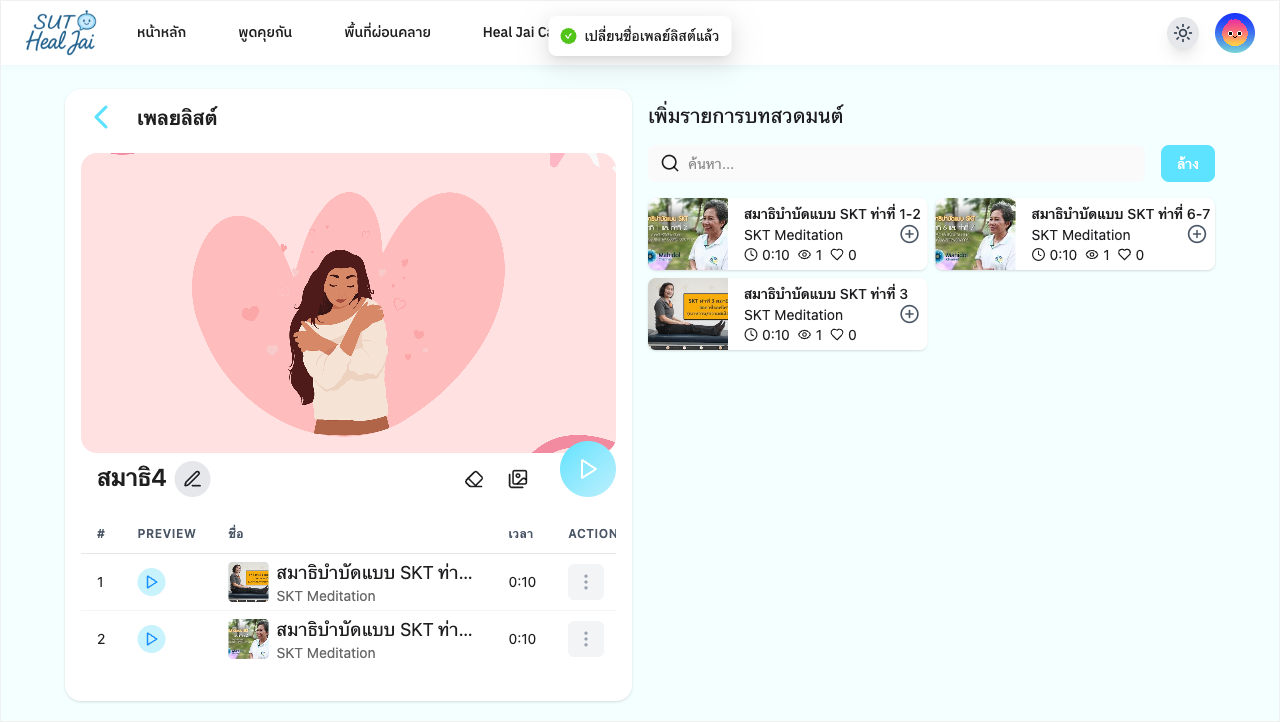 SUT
Heal Jai
หน้าหลัก
พูดคุยกัน
พื้นที่ผ่อนคลาย
Heal Jai Ca
เปลี่ยนชื่อเพลย์ลิสต์แล้ว
เพลยลิสต์
สมาธิ4
#
PREVIEW
ชื่อ
เวลา
ACTION
1
สมาธิบำบัดแบบ SKT ท่า...
SKT Meditation
0:10
2
สมาธิบำบัดแบบ SKT ท่า...
SKT Meditation
0:10
เพิ่มรายการบทสวดมนต์
ค้นหา...
ล้าง
สมาธิบำบัดแบบ SKT ท่าที่ 1-2
SKT Meditation
0:10 1 0
Mahidol
สมาธิบำบัดแบบ SKT ท่าที่ 6-7
SKT Meditation
0:10 1 0
Mahidol
สมาธิบำบัดแบบ SKT ท่าที่ 3
SKT Meditation
0:10 1 0